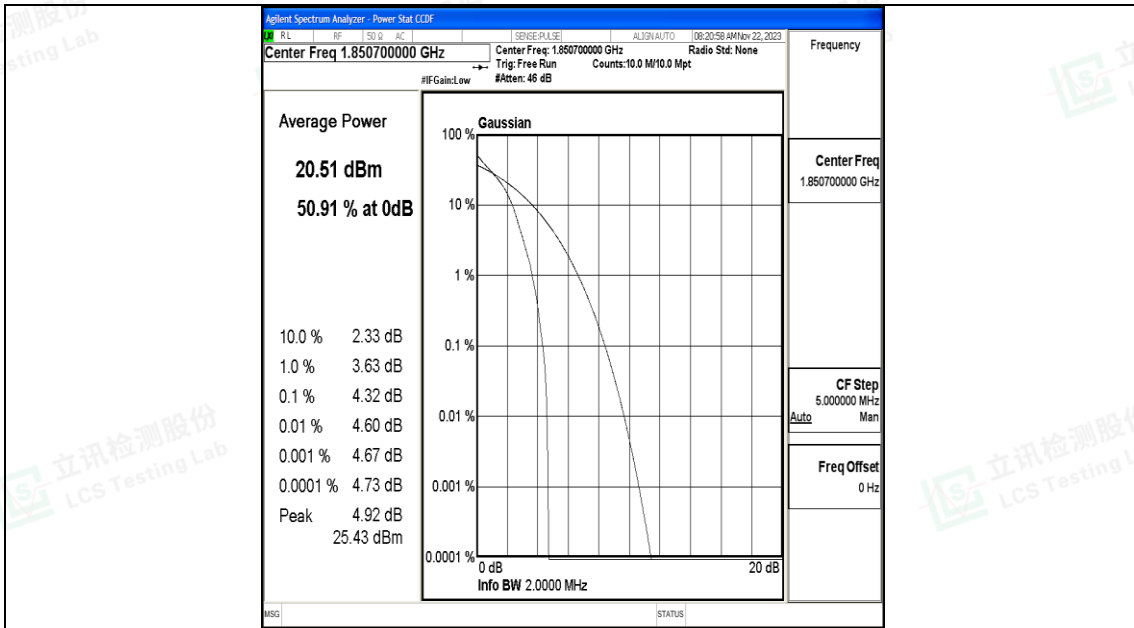 Agilent Spectrum Analyzer - Power Stat CCDF
RL RF 50 Ω AC SENSE:PULSE ALIGN AUTO 08:20:58 AM Nov 22, 2023
Center Freq 1.850700000 GHz
Center Freq: 1.850700000 GHz Radio Std: None
Trig: Free Run Counts:10.0 M/10.0 Mpt
#IFGain:Low #Atten: 46 dB
Frequency
Average Power
20.51 dBm
50.91 % at 0dB
10.0 % 2.33 dB
1.0 % 3.63 dB
0.1 % 4.32 dB
0.01 % 4.60 dB
0.001 % 4.67 dB
0.0001 % 4.73 dB
Peak 4.92 dB
25.43 dBm
Gaussian
100 %
10 %
1 %
0.1 %
0.01 %
0.001 %
0.0001 %
0 dB 20 dB
Info BW 2.0000 MHz
Center Freq
1.850700000 GHz
CF Step
5.000000 MHz
Auto Man
Freq Offset
0 Hz
MSG STATUS
立讯检测股份
LCS Testing Lab
立讯检测股份
LCS Testing L
测股份
sting Lab
立